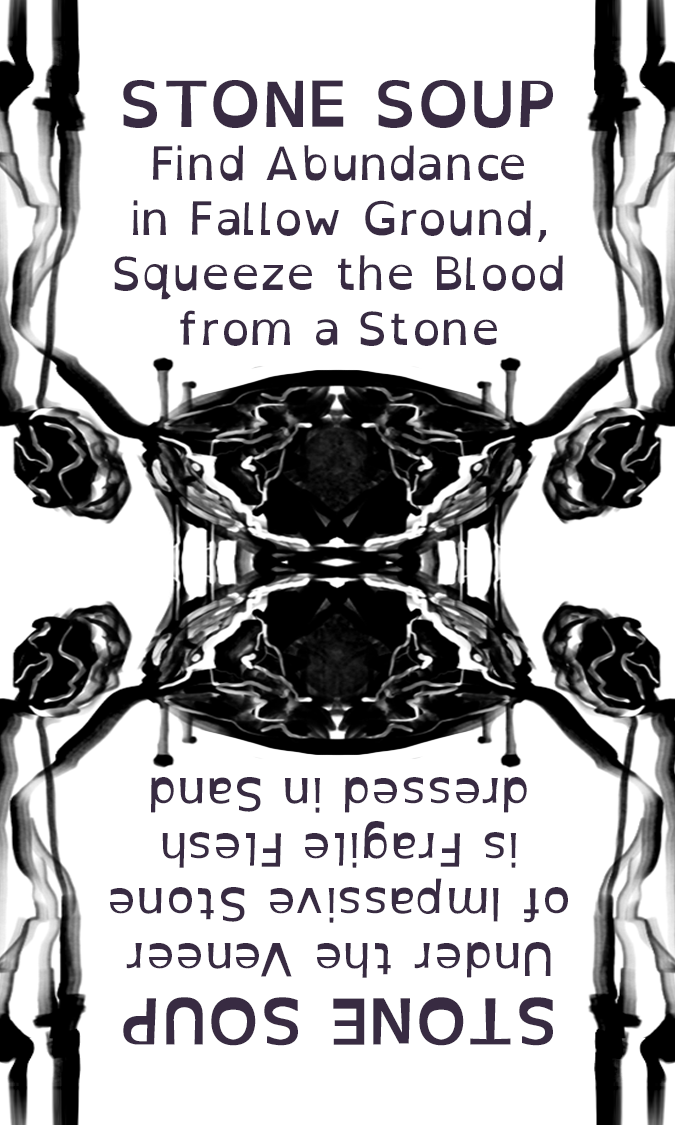 STONE SOUP
Find Abundance
in Fallow Ground,
Squeeze the Blood
from a Stone
STONE SOUP
Under the Veneer
of Impassive Stone
is Fragile Flesh
dressed in Sand